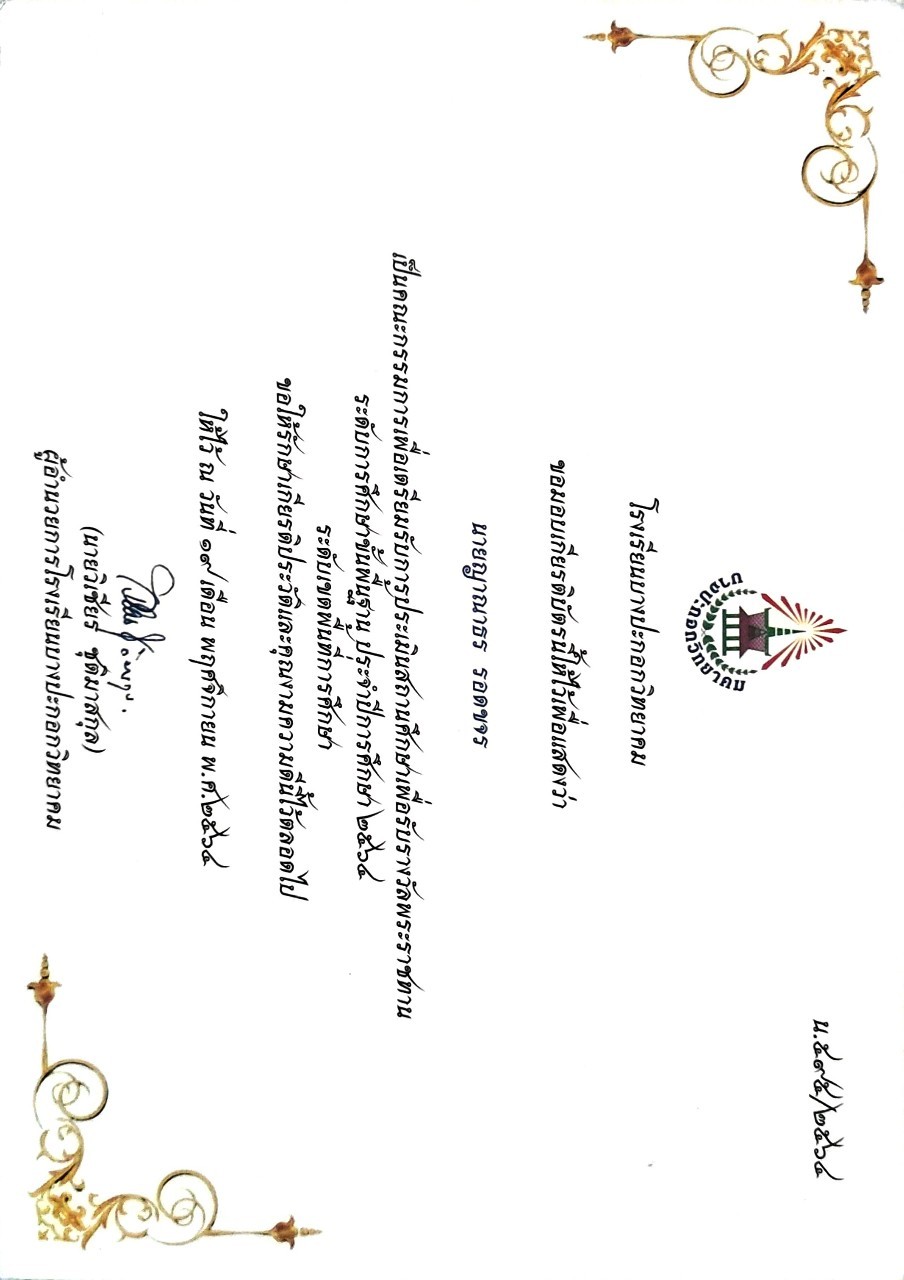 น.๕๙๕/๒๕๖๔
บางปะกอกวิทยาคม
โรงเรียนบางปะกอกวิทยาคม
ขอมอบเกียรติบัตรนี้ให้ไว้เพื่อแสดงว่า
นายญาณาธร รอดขจร
เป็นคณะกรรมการเพื่อเตรียมรับการประเมินสถานศึกษาเพื่อรับรางวัลพระราชทาน
ระดับการศึกษาขั้นพื้นฐาน ประจำปีการศึกษา ๒๕๖๔
ระดับเขตพื้นที่การศึกษา
ขอให้รักษาเกียรติประวัติและคุณงามความดีนี้ไว้ตลอดไป
ให้ไว้ ณ วันที่ ๑๙ เดือน พฤศจิกายน พ.ศ.๒๕๖๔
(นายวิเชียร ชุติมาสกุล)
ผู้อำนวยการโรงเรียนบางปะกอกวิทยาคม